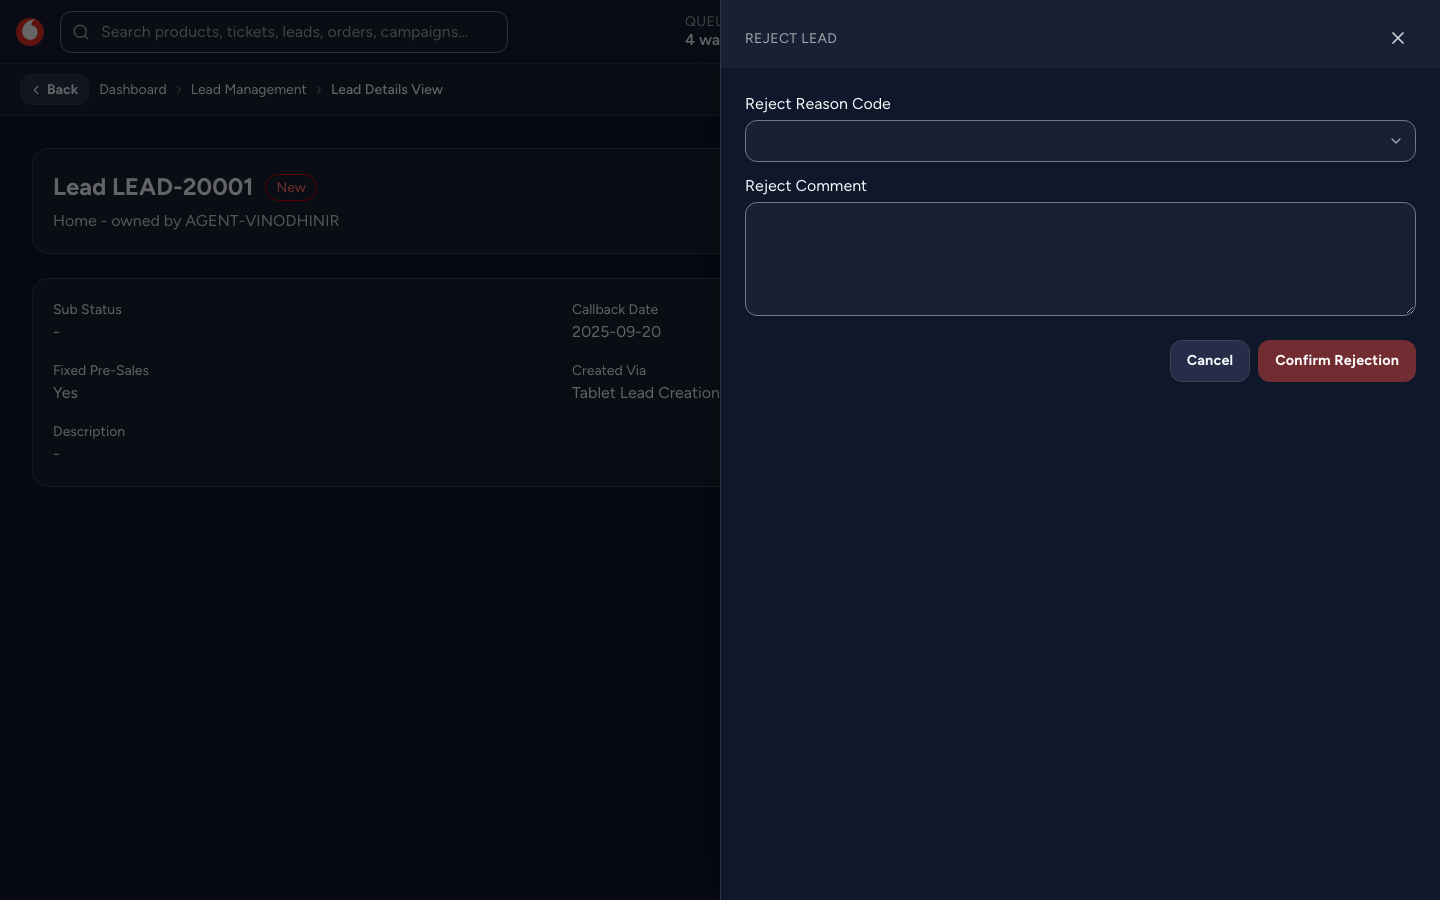 Search products, tickets, leads, orders, campaigns...
4 wa
Back Dashboard Lead Management Lead Details View
Lead LEAD-20001 New
Home - owned by AGENT-VINODHINIR
Sub Status
-
Callback Date
2025-09-20
Fixed Pre-Sales
Yes
Created Via
Tablet Lead Creation
Description
-
REJECT LEAD
Reject Reason Code
Reject Comment
Cancel Confirm Rejection